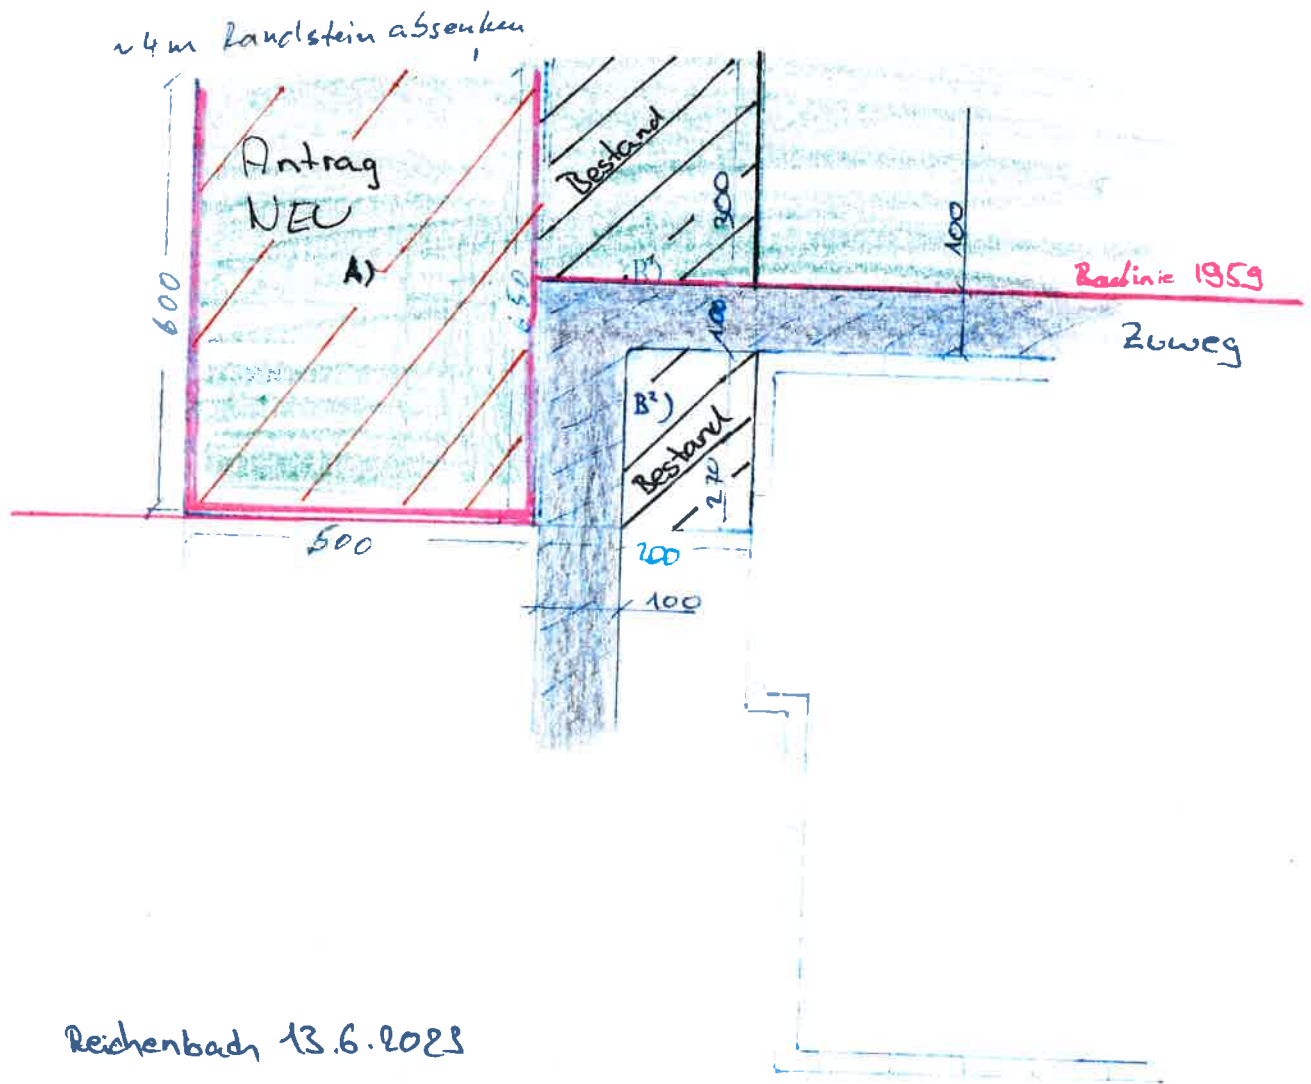 ~4m Randstein absenken
Antrag
NEU
A)
600
650
500
Bestand
300
100
Baulinie 1959
Zuweg
100
B²)
Bestand
270
200
100
Reichenbach 13.6.2023